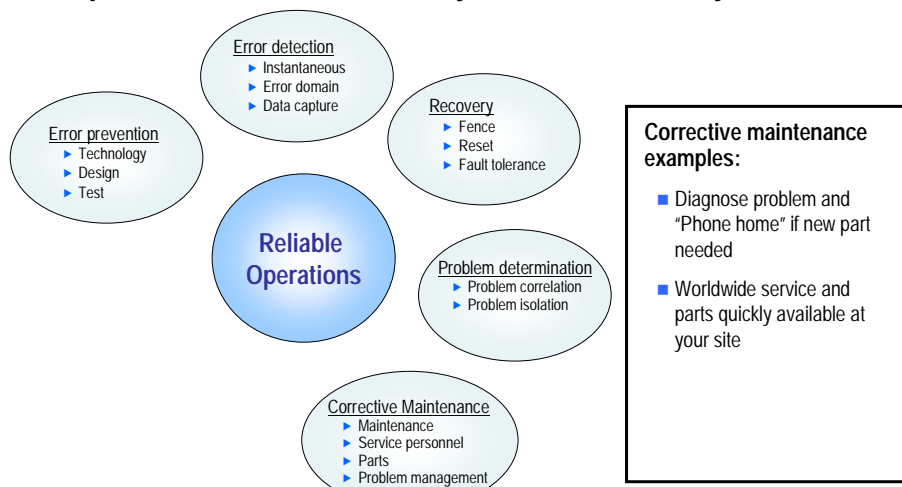 Error detection
► Instantaneous
► Error domain
► Data capture
Recovery
► Fence
► Reset
► Fault tolerance
Error prevention
► Technology
► Design
► Test
Reliable
Operations
Problem determination
► Problem correlation
► Problem isolation
Corrective Maintenance
► Maintenance
► Service personnel
► Parts
► Problem management
Corrective maintenance
examples:
■ Diagnose problem and
“Phone home” if new part
needed
■ Worldwide service and
parts quickly available at
your site